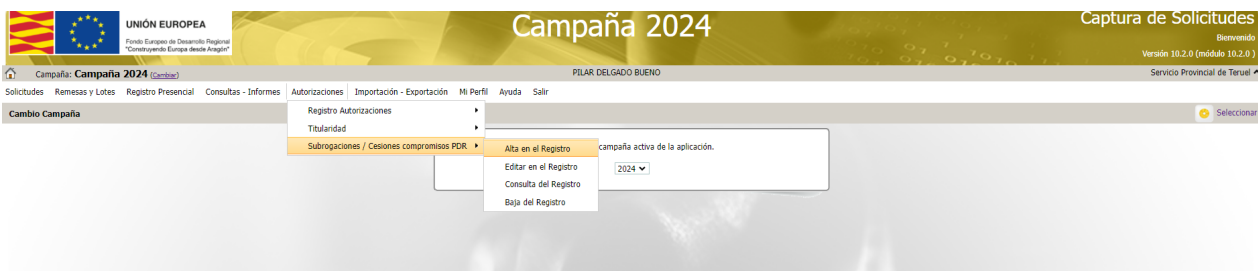 UNIÓN EUROPEA
Fondo Europeo de Desarrollo Regional
"Construyendo Europa desde Aragón"
Campaña 2024
Captura de Solicitudes
Bienvenido
Versión 10.2.0 (módulo 10.2.0 )
Campaña: Campaña 2024 (Cambiar)
PILAR DELGADO BUENO
Servicio Provincial de Teruel
Solicitudes Remesas y Lotes Registro Presencial Consultas - Informes Autorizaciones Importación - Exportación Mi Perfil Ayuda Salir
Cambio Campaña
Seleccionar
Registro Autorizaciones
Titularidad
Subrogaciones / Cesiones compromisos PDR
Alta en el Registro
campaña activa de la aplicación.
Editar en el Registro
2024
Consulta del Registro
Baja del Registro